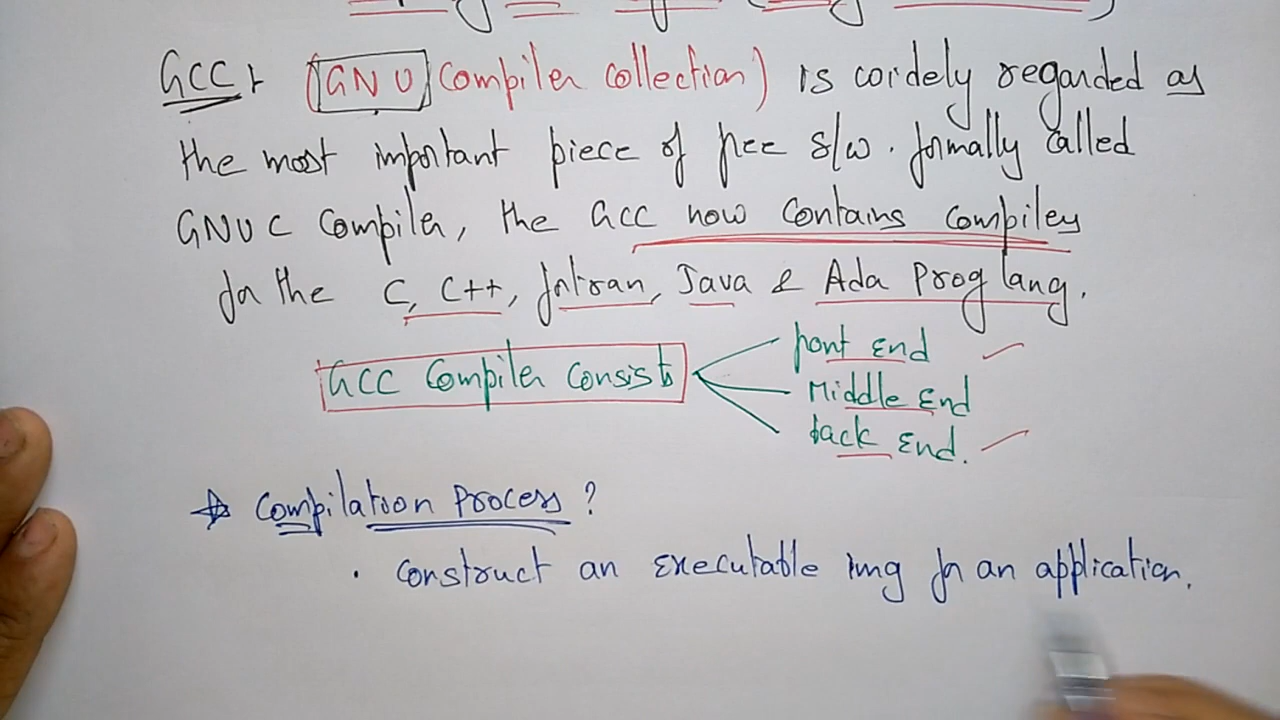 GCC : (GNU Compiler Collection) is widely regarded as
the most important piece of free s/w. formally called
GNU C Compiler, the GCC now contains compilers
for the C, C++, fortran, Java & Ada Prog lang.
GCC Compiler Consists
front End
Middle End
back End.
Compilation Process ?
. construct an executable img for an application.